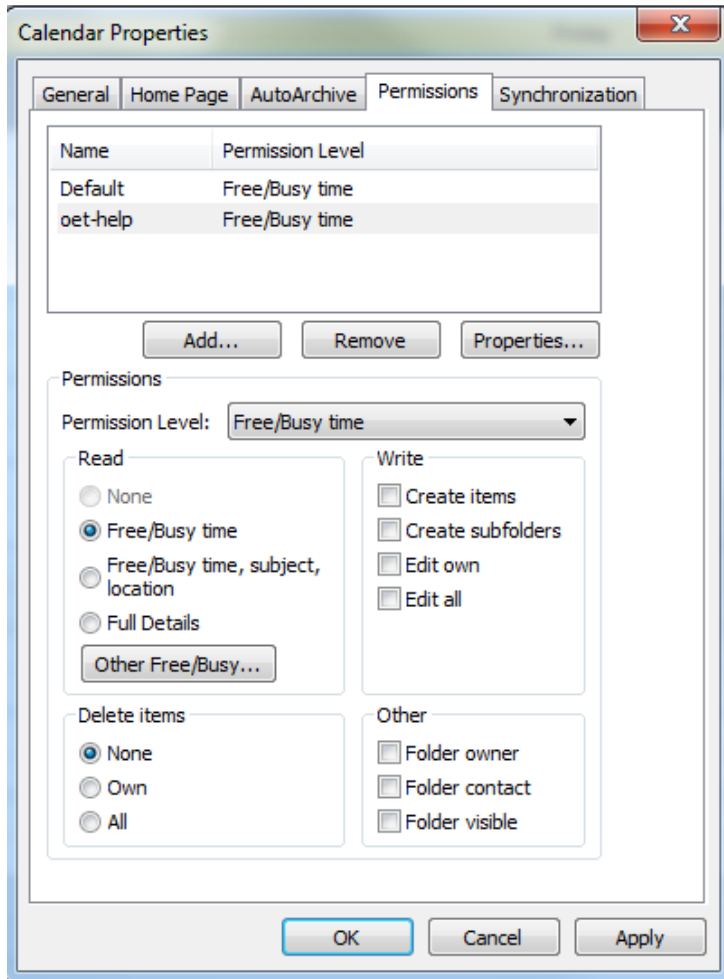 Calendar Properties
General Home Page AutoArchive Permissions Synchronization
Name Permission Level
Default Free/Busy time
oet-help Free/Busy time
Add... Remove Properties...
Permissions
Permission Level: Free/Busy time
Read
None
Free/Busy time
Free/Busy time, subject,
location
Full Details
Other Free/Busy...
Write
Create items
Create subfolders
Edit own
Edit all
Delete items
None
Own
All
Other
Folder owner
Folder contact
Folder visible
OK Cancel Apply